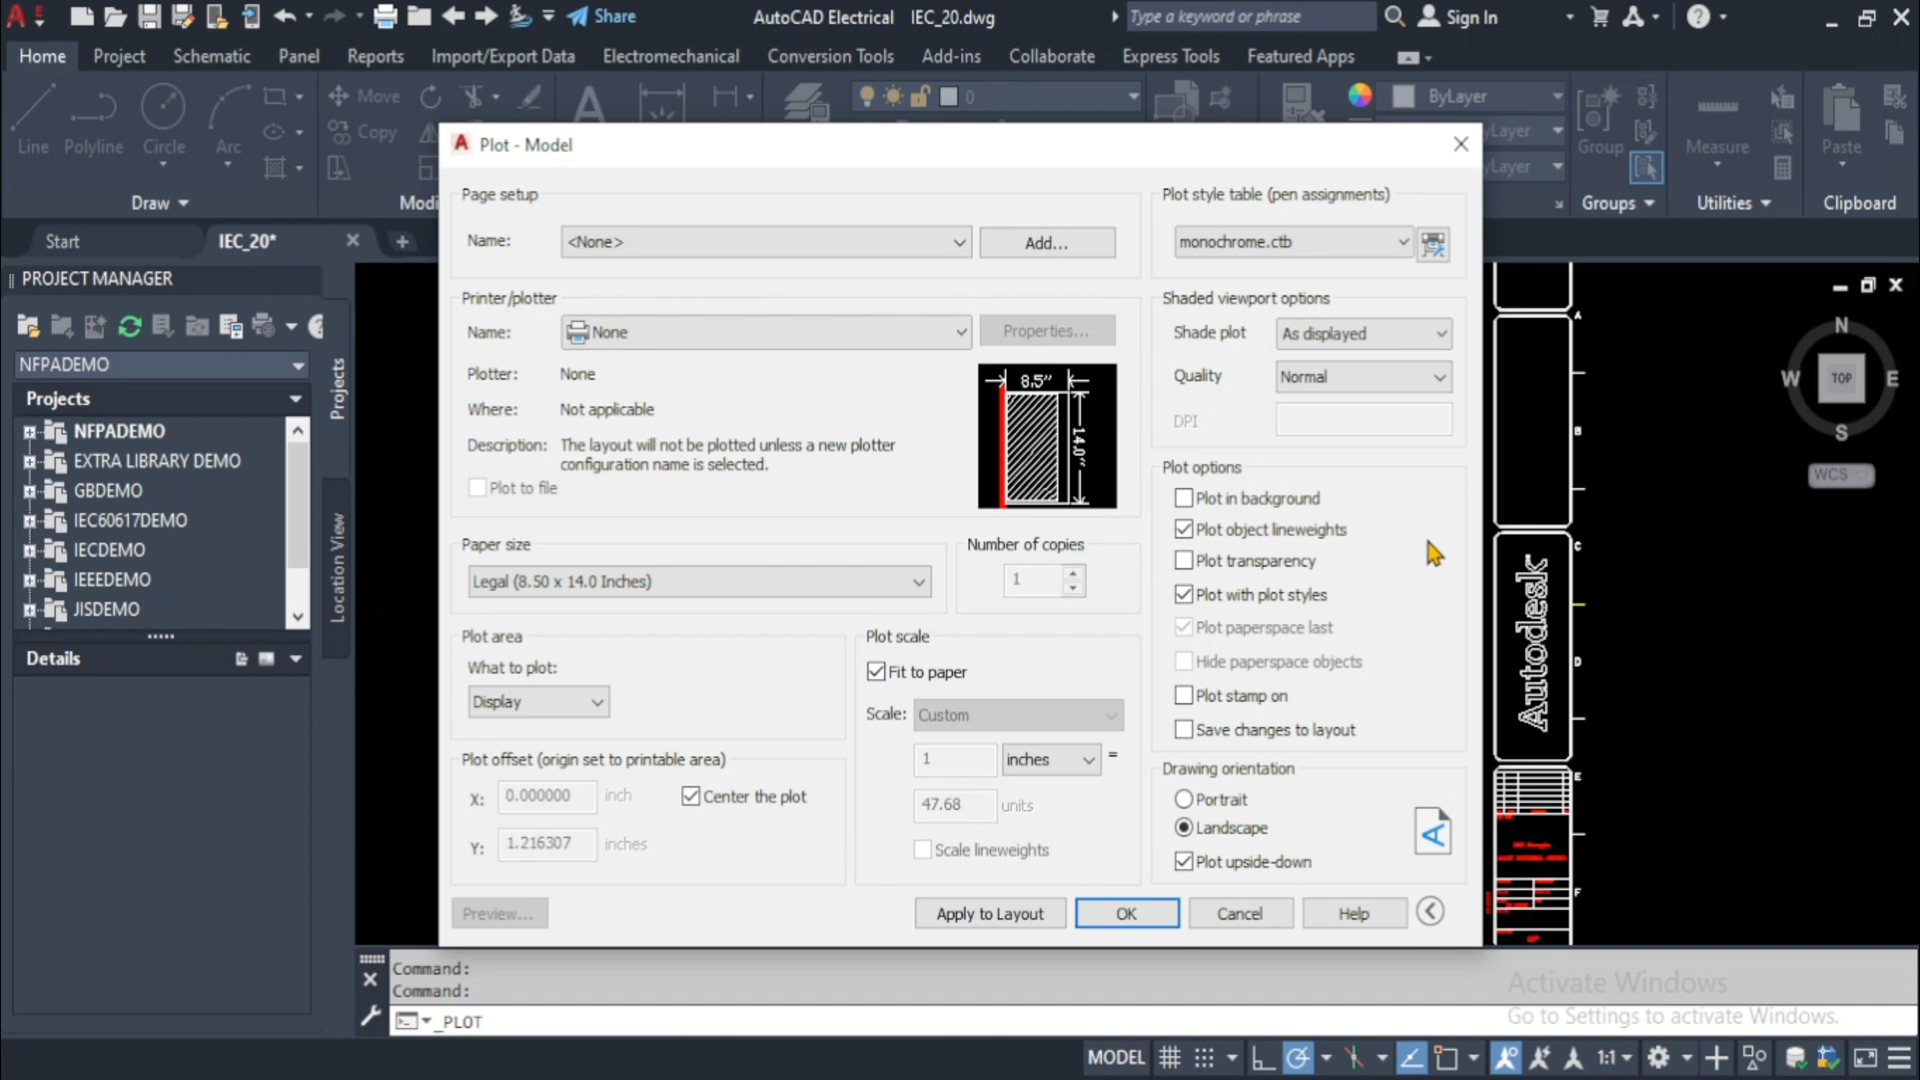 Share
AutoCAD Electrical IEC_20.dwg
Type a keyword or phrase
Sign In
Home Project Schematic Panel Reports Import/Export Data Electromechanical Conversion Tools Add-ins Collaborate Express Tools Featured Apps
Line Polyline Circle Arc
Move
Copy
0
ByLayer
yLayer
yLayer
Group
Measure
Paste
Draw
Modi
Groups
Utilities
Clipboard
Start
IEC_20*
PROJECT MANAGER
NFPADEMO
Projects
NFPADEMO
EXTRA LIBRARY DEMO
GBDEMO
IEC60617DEMO
IECDEMO
IEEEDEMO
JISDEMO
Details
Projects
Location View
Plot - Model
Page setup
Name: <None> Add...
Printer/plotter
Name: None Properties...
Plotter: None
Where: Not applicable
Description: The layout will not be plotted unless a new plotter
configuration name is selected.
Plot to file
8.5"
14.0"
Paper size
Legal (8.50 x 14.0 Inches)
Number of copies
1
Plot area
What to plot:
Display
Plot offset (origin set to printable area)
X: 0.000000 inch Center the plot
Y: 1.216307 inches
Plot scale
Fit to paper
Scale: Custom
1 inches =
47.68 units
Scale lineweights
Plot style table (pen assignments)
monochrome.ctb
Shaded viewport options
Shade plot As displayed
Quality Normal
DPI
Plot options
Plot in background
Plot object lineweights
Plot transparency
Plot with plot styles
Plot paperspace last
Hide paperspace objects
Plot stamp on
Save changes to layout
Drawing orientation
Portrait
Landscape
Plot upside-down
A
Preview... Apply to Layout OK Cancel Help
A
B
C
D
E
F
Autodesk
N
W TOP E
S
WCS
Command:
Command:
_PLOT
Activate Windows
Go to Settings to activate Windows.
MODEL
1:1